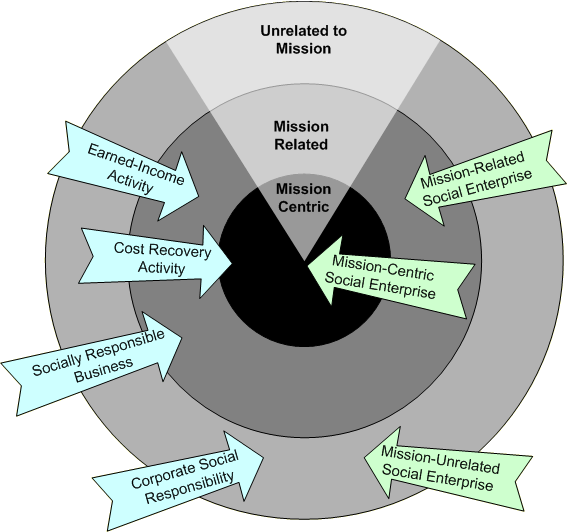 Unrelated to
Mission
Mission
Related
Mission
Centric
Earned-Income
Activity
Cost Recovery
Activity
Socially Responsible
Business
Corporate Social
Responsibility
Mission-Related
Social Enterprise
Mission-Centric
Social Enterprise
Mission-Unrelated
Social Enterprise